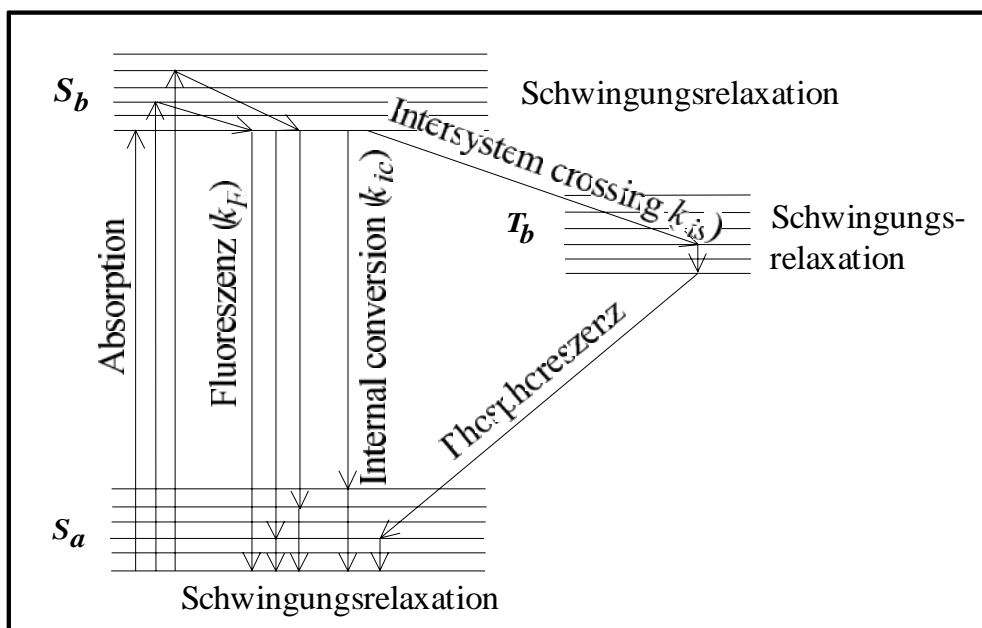 S_b
Schwingungsrelaxation
Intersystem crossing k_is)
T_b
Schwingungs-
relaxation
Absorption
Fluoreszenz (k_F)
Internal conversion (k_ic)
Phosphoreszenz
S_a
Schwingungsrelaxation